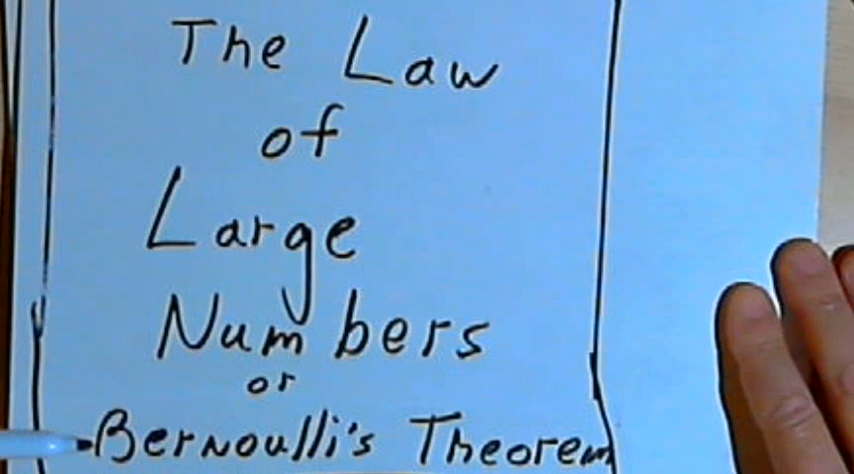 The Law
of
Large
Numbers
or
Bernoulli's Theorem